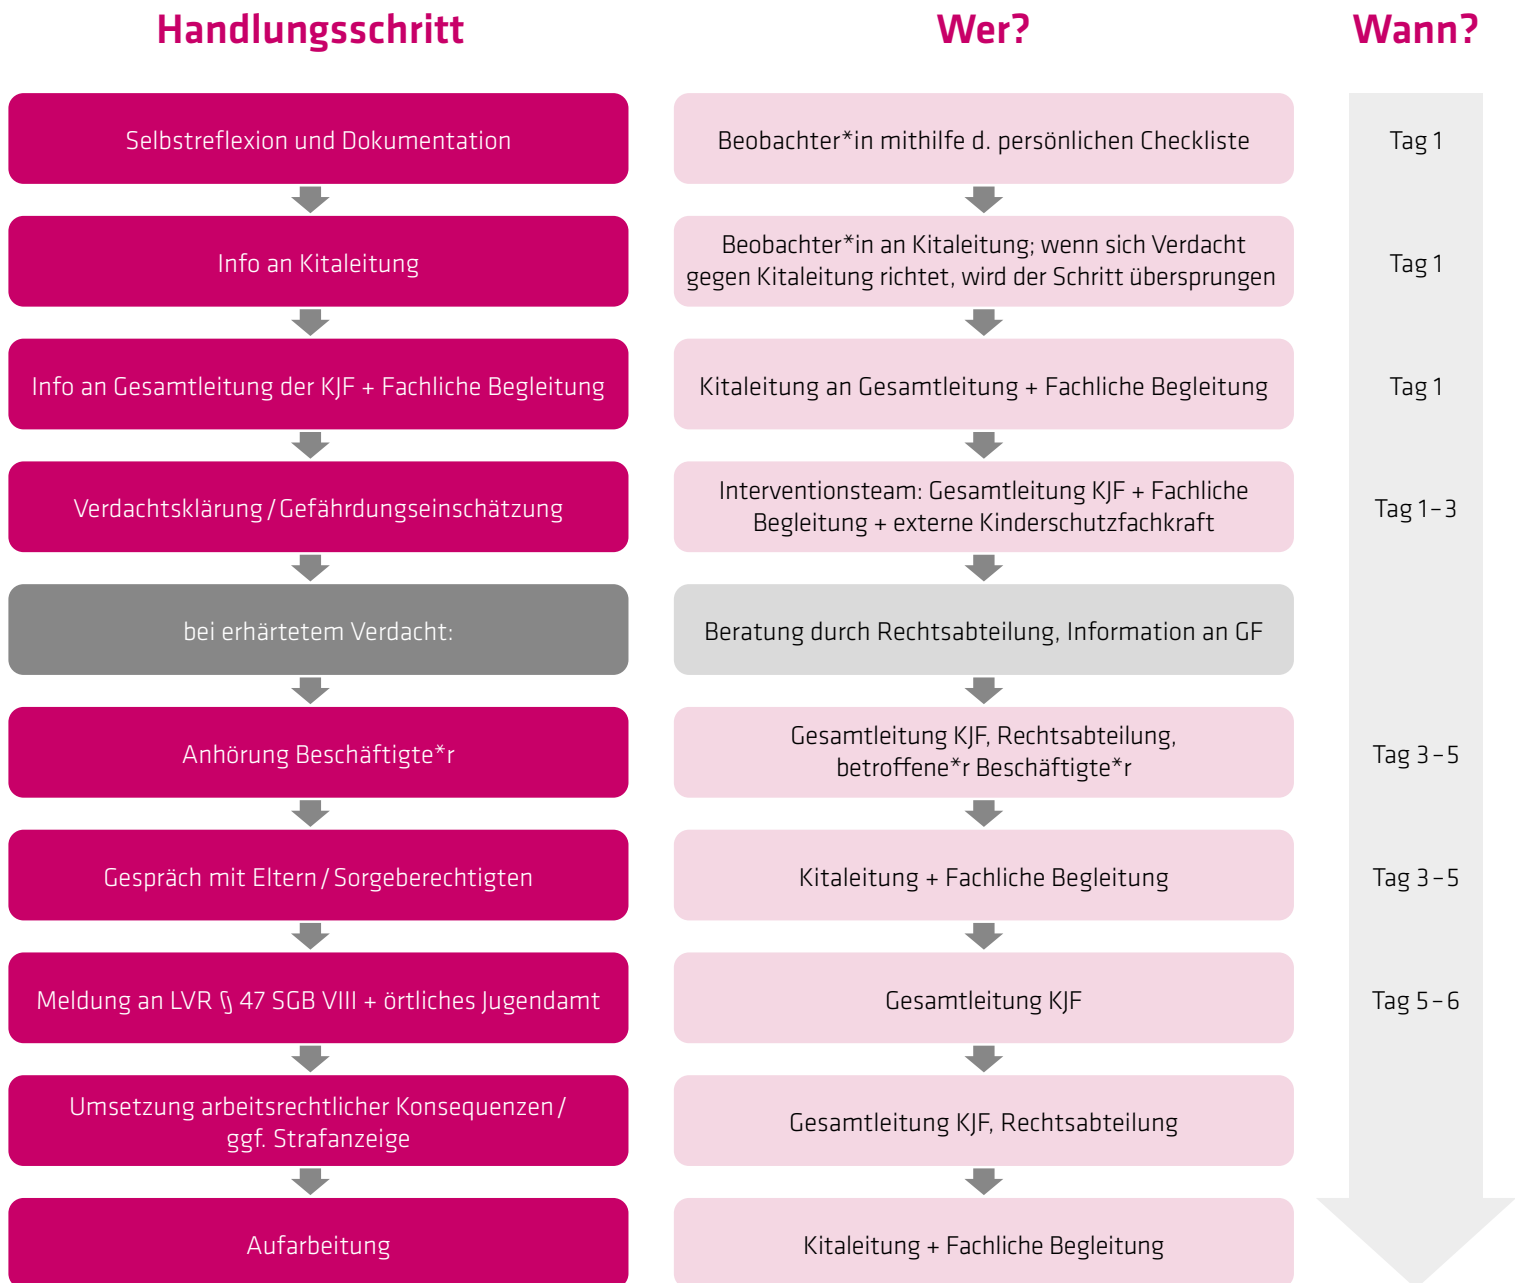 Handlungsschritt
Wer?
Wann?
Selbstreflexion und Dokumentation
Beobachter*in mithilfe d. persönlichen Checkliste
Tag 1
Info an Kitaleitung
Beobachter*in an Kitaleitung; wenn sich Verdacht
gegen Kitaleitung richtet, wird der Schritt übersprungen
Tag 1
Info an Gesamtleitung der KJF + Fachliche Begleitung
Kitaleitung an Gesamtleitung + Fachliche Begleitung
Tag 1
Verdachtsklärung / Gefährdungseinschätzung
Interventionsteam: Gesamtleitung KJF + Fachliche
Begleitung + externe Kinderschutzfachkraft
Tag 1 – 3
bei erhärtetem Verdacht:
Beratung durch Rechtsabteilung, Information an GF
Anhörung Beschäftigte*r
Gesamtleitung KJF, Rechtsabteilung,
betroffene*r Beschäftigte*r
Tag 3 – 5
Gespräch mit Eltern / Sorgeberechtigten
Kitaleitung + Fachliche Begleitung
Tag 3 – 5
Meldung an LVR § 47 SGB VIII + örtliches Jugendamt
Gesamtleitung KJF
Tag 5 – 6
Umsetzung arbeitsrechtlicher Konsequenzen /
ggf. Strafanzeige
Gesamtleitung KJF, Rechtsabteilung
Aufarbeitung
Kitaleitung + Fachliche Begleitung